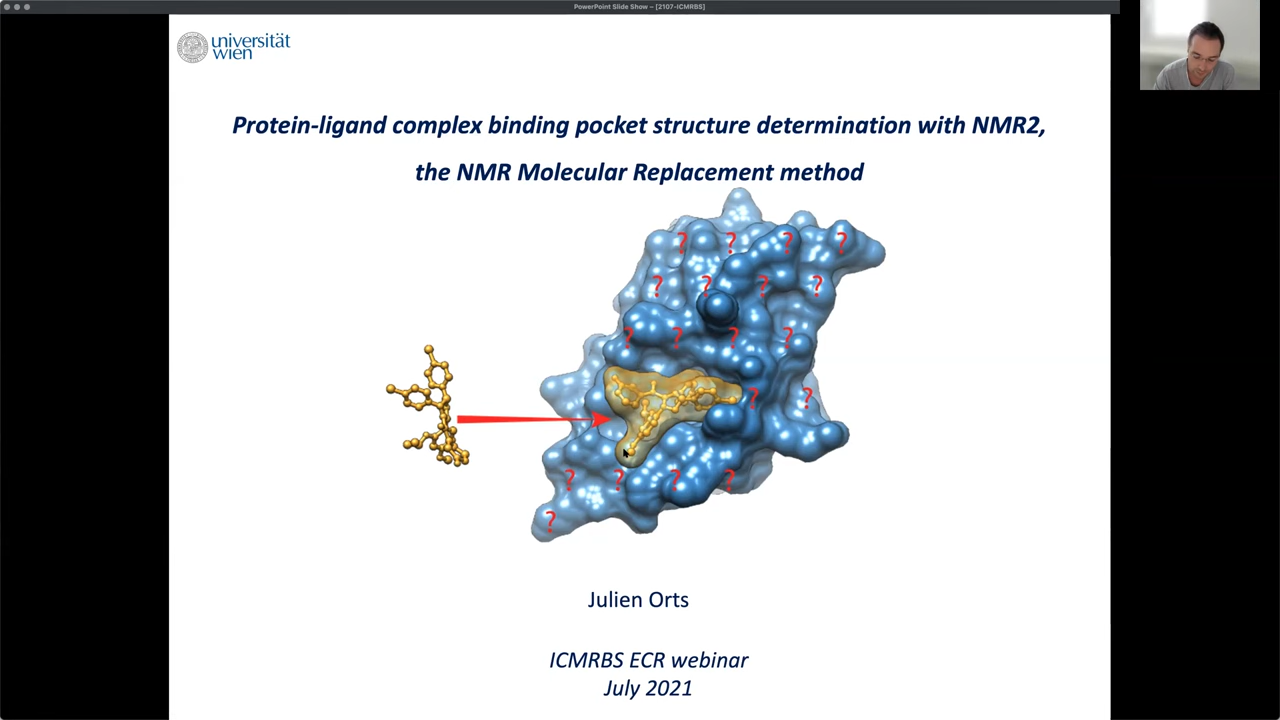 PowerPoint Slide Show – [2107-ICMRBS]
universität
wien
Protein-ligand complex binding pocket structure determination with NMR2,
the NMR Molecular Replacement method
? ? ? ?
? ? ? ?
? ? ? ?
? ?
? ? ? ?
?
Julien Orts
ICMRBS ECR webinar
July 2021